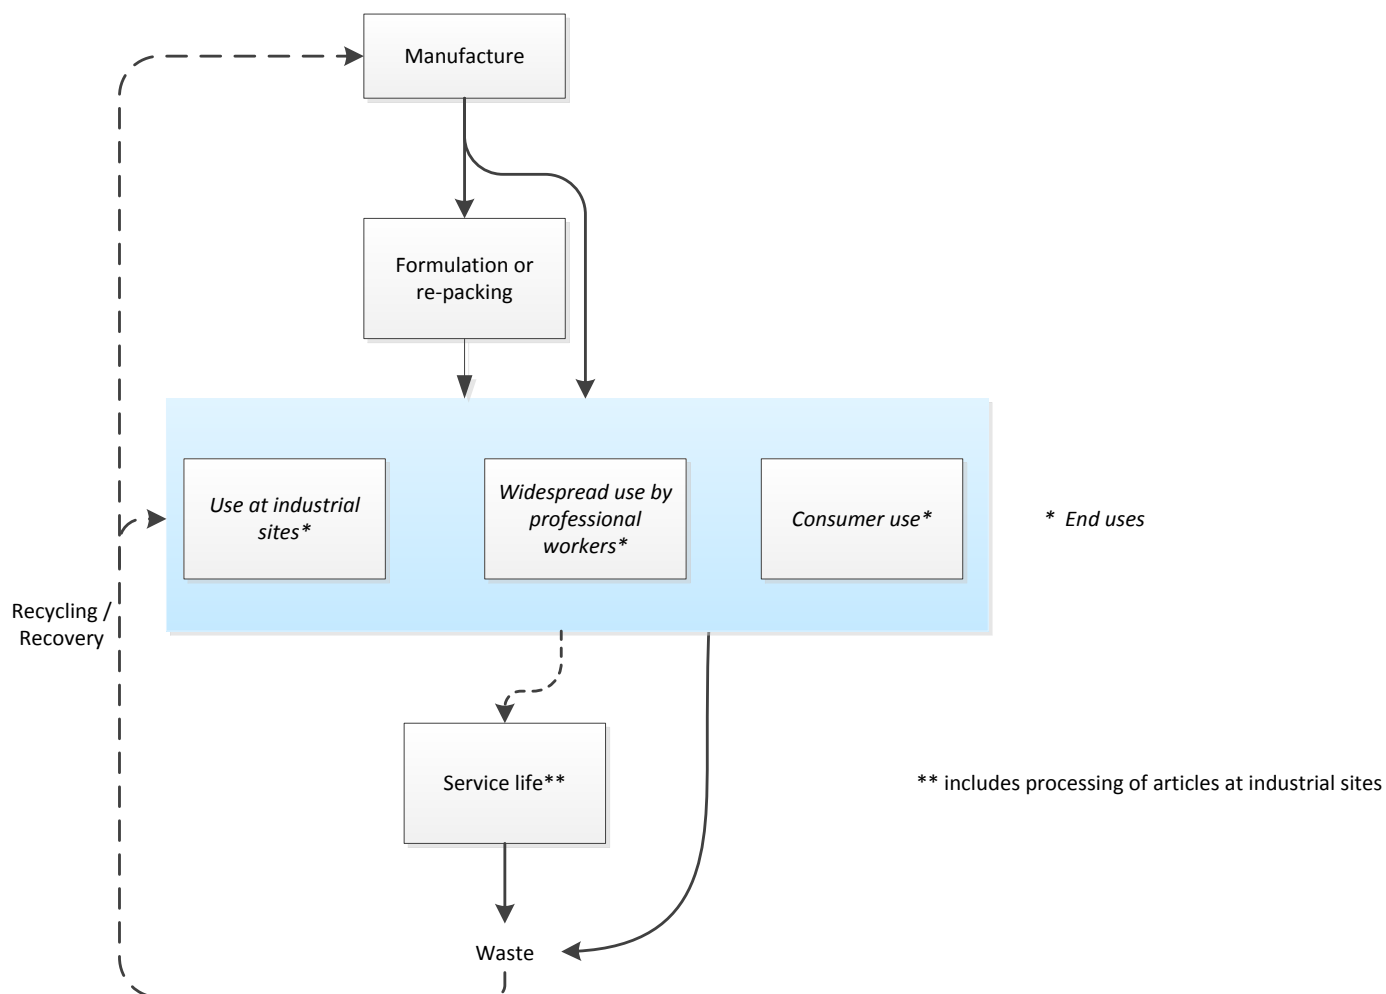 Manufacture
Formulation or
re-packing
Use at industrial
sites*
Widespread use by
professional
workers*
Consumer use*
* End uses
Recycling /
Recovery
Service life**
** includes processing of articles at industrial sites
Waste